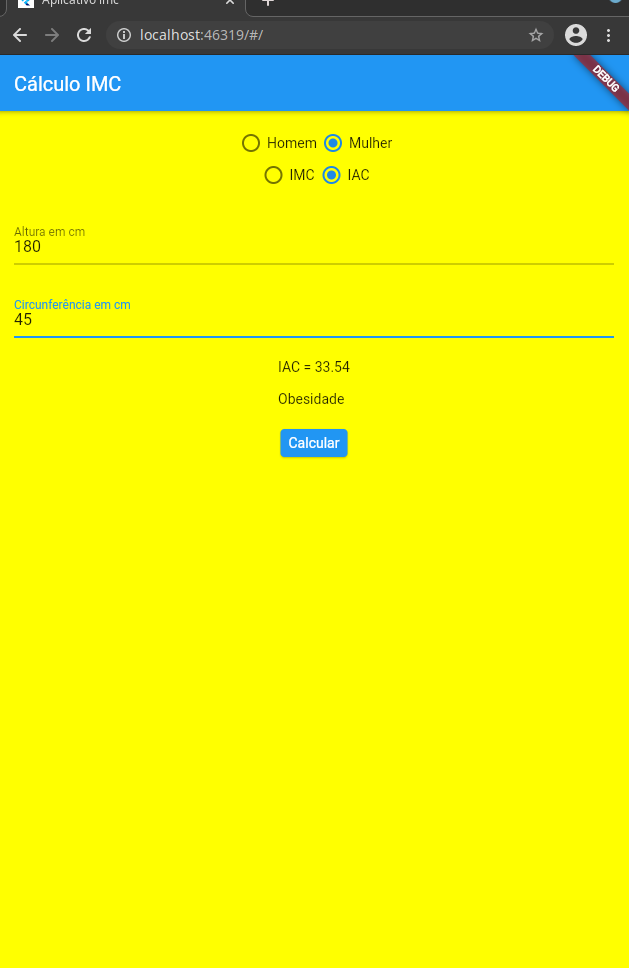 Aplicativo Imc
localhost:46319/#/
Cálculo IMC
DEBUG
Homem Mulher
IMC IAC
Altura em cm
180
Circunferência em cm
45
IAC = 33.54
Obesidade
Calcular